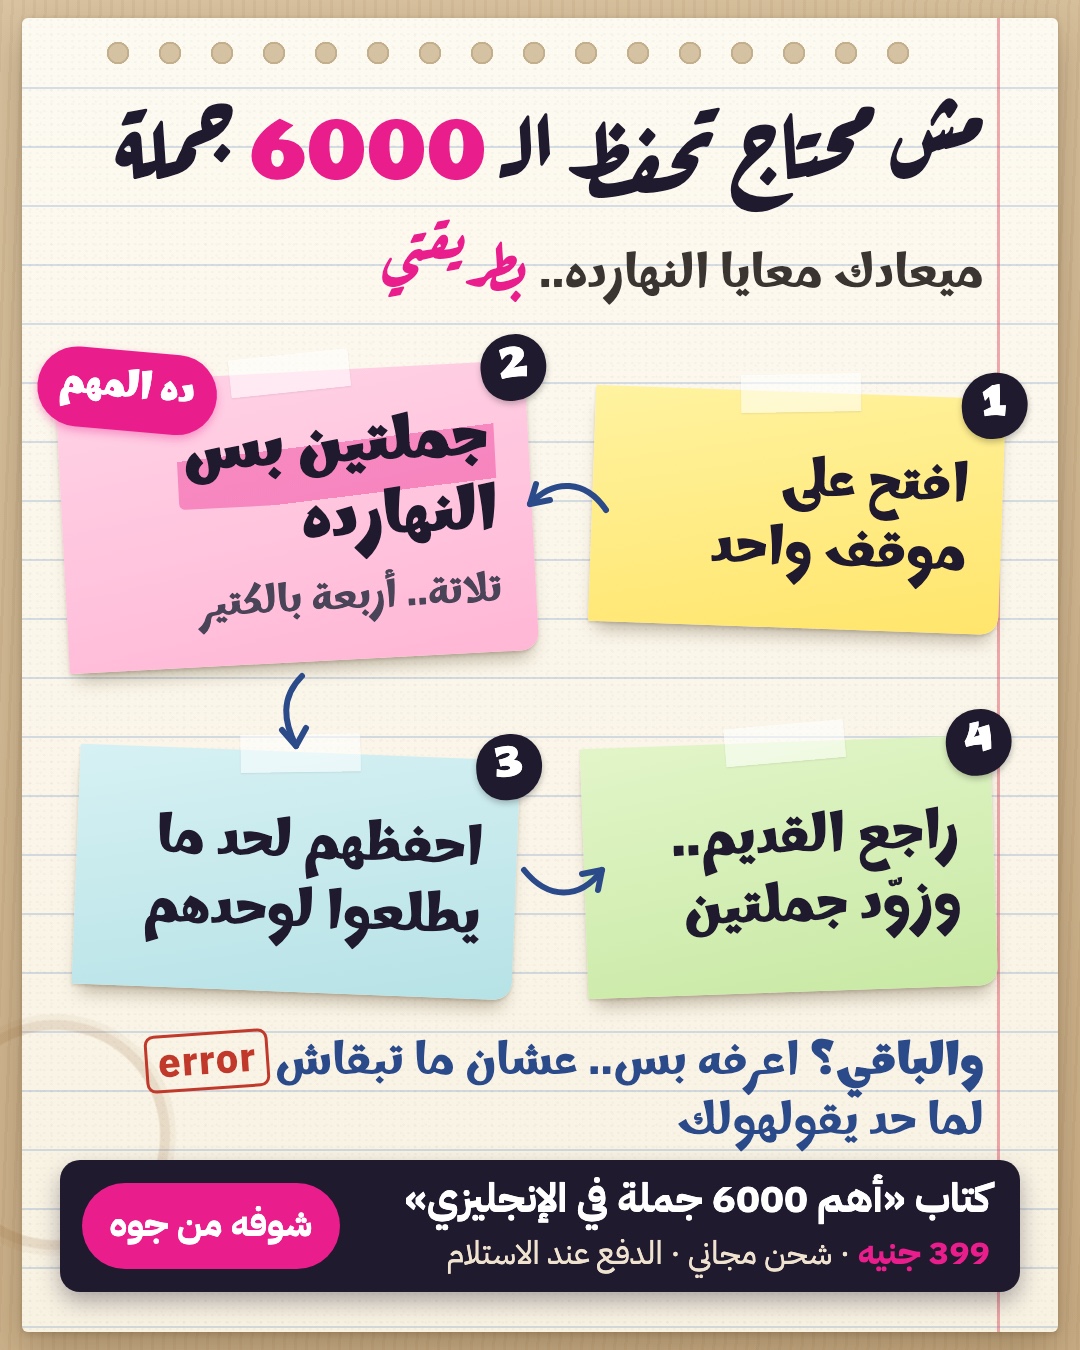 مش محتاج تحفظ الـ 6000 جملة
ميعادك معايا النهارده.. بطريقتي
1
افتح على
موقف واحد
2
ده المهم
جملتين بس
النهارده
تلاتة.. أربعة بالكتير
3
احفظهم لحد ما
يطلعوا لوحدهم
4
راجع القديم..
وزوّد جملتين
والباقي؟ اعرفه بس.. عشان ما تبقاش error
لما حد يقولهولك
كتاب «أهم 6000 جملة في الإنجليزي»
399 جنيه · شحن مجاني · الدفع عند الاستلام
شوفه من جوه